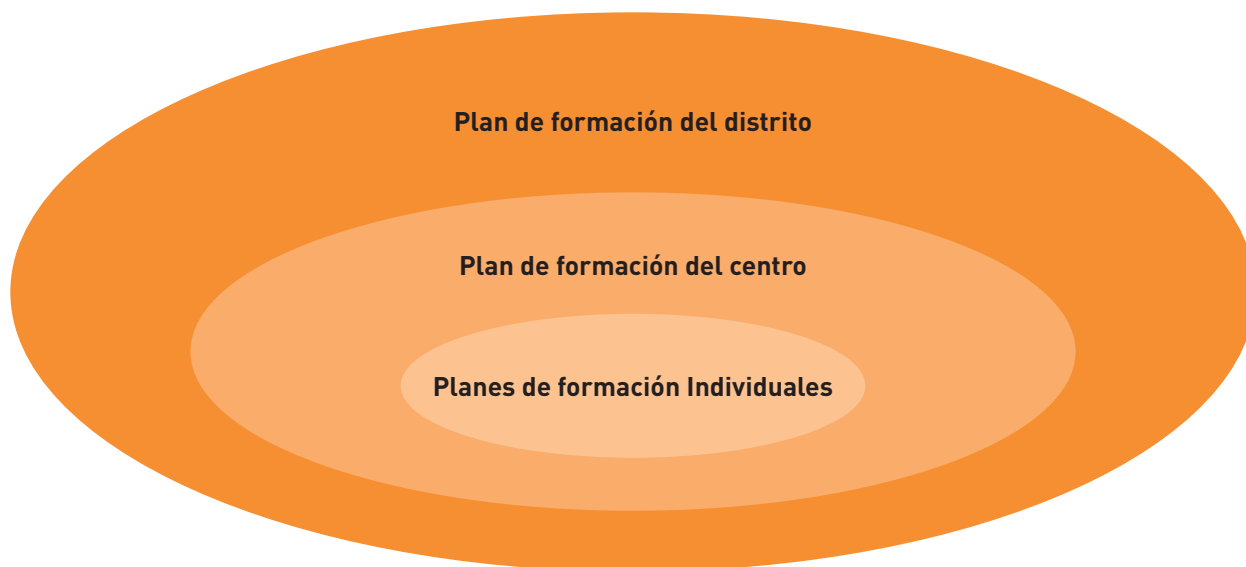 Plan de formación del distrito
Plan de formación del centro
Planes de formación Individuales